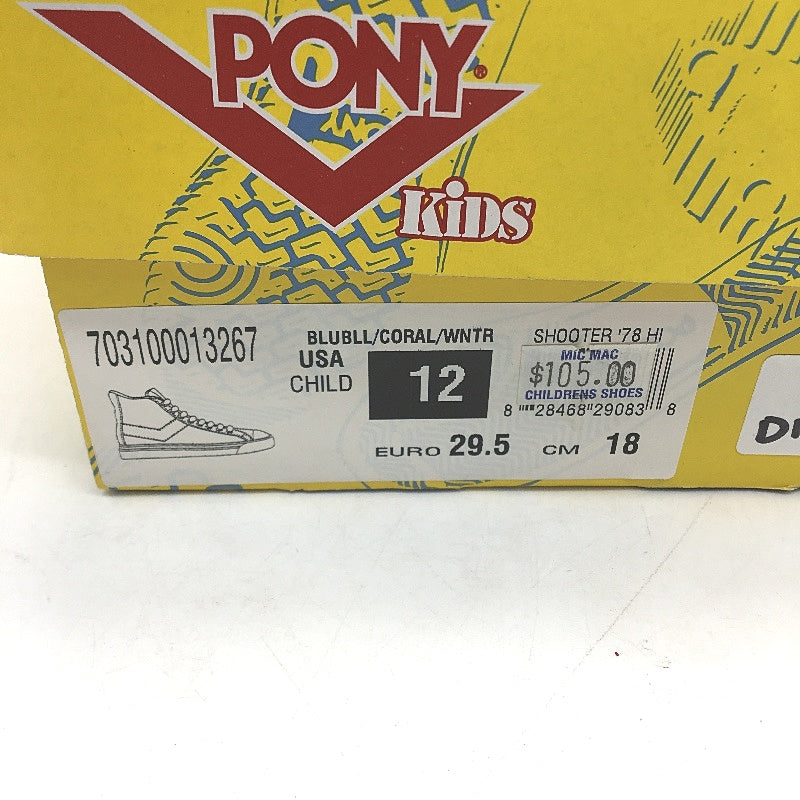 PONY®
KiDS
703100013267
BLUBLL/CORAL/WNTR
SHOOTER '78 HI
USA
CHILD
12
MIC MAC
$105.00
CHILDRENS SHOES
8 28468 29083 8
EURO 29.5 CM 18